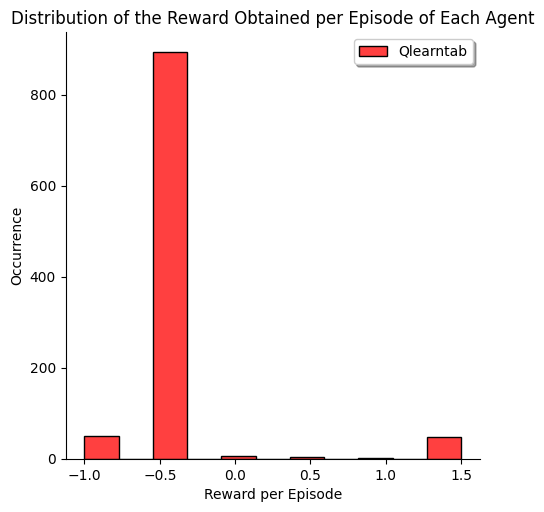 Distribution of the Reward Obtained per Episode of Each Agent
Qlearntab
800
600
400
200
0
Occurrence
−1.0 −0.5 0.0 0.5 1.0 1.5
Reward per Episode